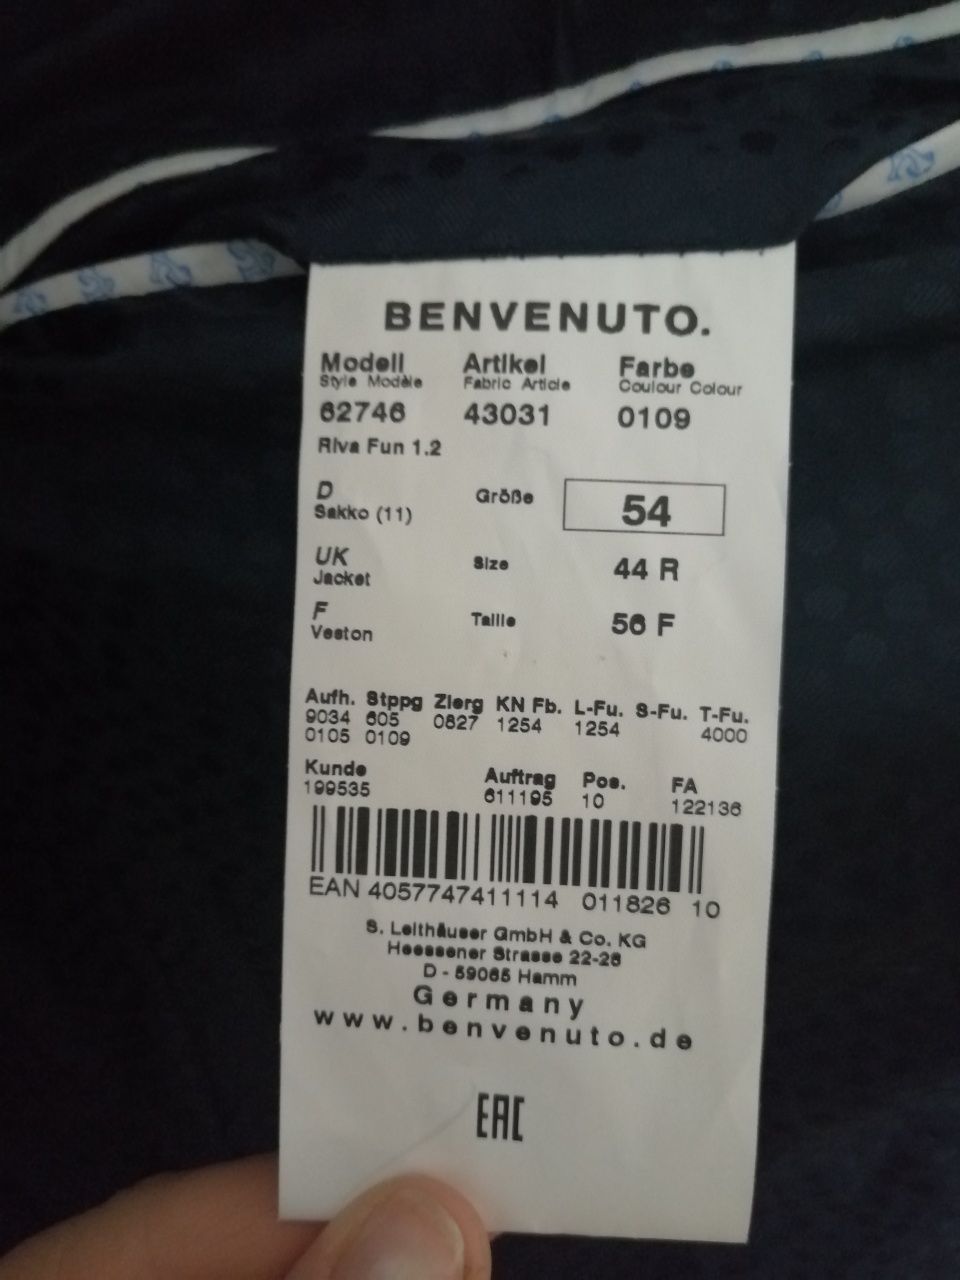 BENVENUTO.
Modell Artikel Farbe
Style Modèle Fabric Article Coulour Colour
62746 43031 0109
Riva Fun 1.2
D Größe 54
Sakko (11)
UK Size 44 R
Jacket
F Taille 56 F
Veston
Aufh. Stppg Zierg KN Fb. L-Fu. S-Fu. T-Fu.
9034 605 0827 1254 1254 4000
0105 0109
Kunde Auftrag Pos. FA
199535 611195 10 122136
EAN 4057747411114 011826 10
S. Leithäuser GmbH & Co. KG
Heessener Strasse 22-26
D - 59065 Hamm
Germany
www.benvenuto.de
EAC